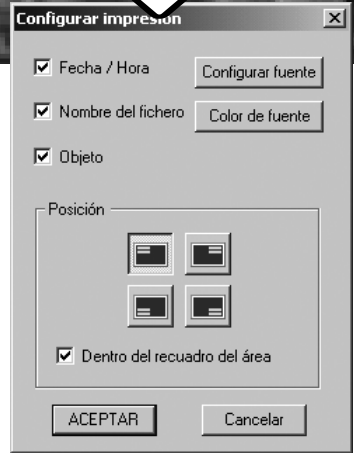 Configurar impresión
Fecha / Hora
Configurar fuente
Nombre del fichero
Color de fuente
Objeto
Posición
Dentro del recuadro del área
ACEPTAR
Cancelar